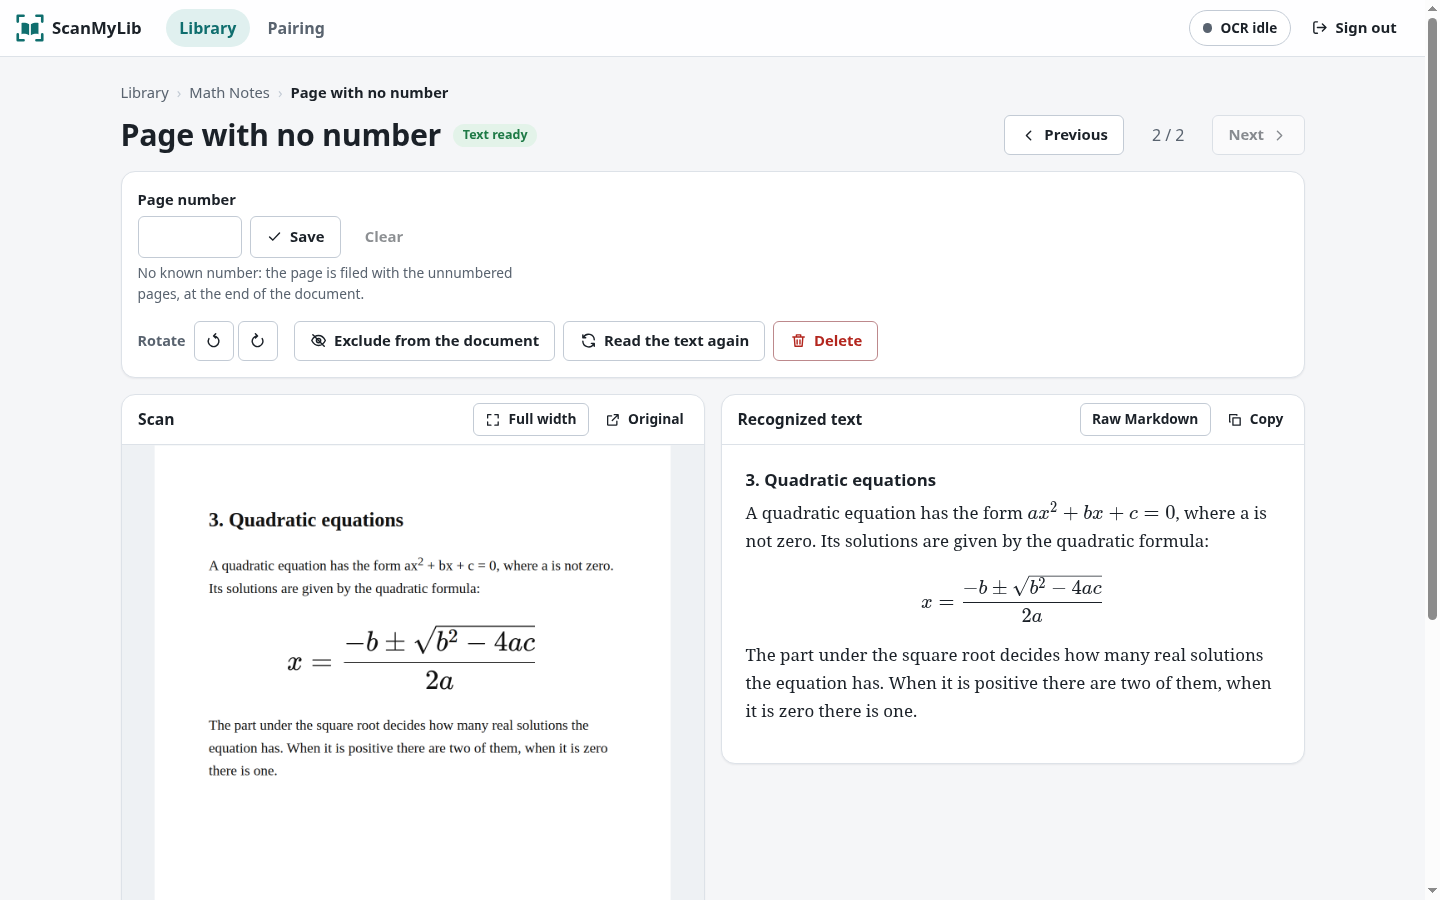 ScanMyLib
Library
Pairing
OCR idle
Sign out
Library › Math Notes › Page with no number
Page with no number
Text ready
Previous
2 / 2
Next
Page number
Save
Clear
No known number: the page is filed with the unnumbered
pages, at the end of the document.
Rotate
Exclude from the document
Read the text again
Delete
Scan
Full width
Original
3. Quadratic equations
A quadratic equation has the form ax² + bx + c = 0, where a is not zero.
Its solutions are given by the quadratic formula:
x = (−b ± √(b² − 4ac)) / 2a
The part under the square root decides how many real solutions the
equation has. When it is positive there are two of them, when it is zero
there is one.
Recognized text
Raw Markdown
Copy
3. Quadratic equations
A quadratic equation has the form ax² + bx + c = 0, where a is
not zero. Its solutions are given by the quadratic formula:
x = (−b ± √(b² − 4ac)) / 2a
The part under the square root decides how many real solutions
the equation has. When it is positive there are two of them, when
it is zero there is one.